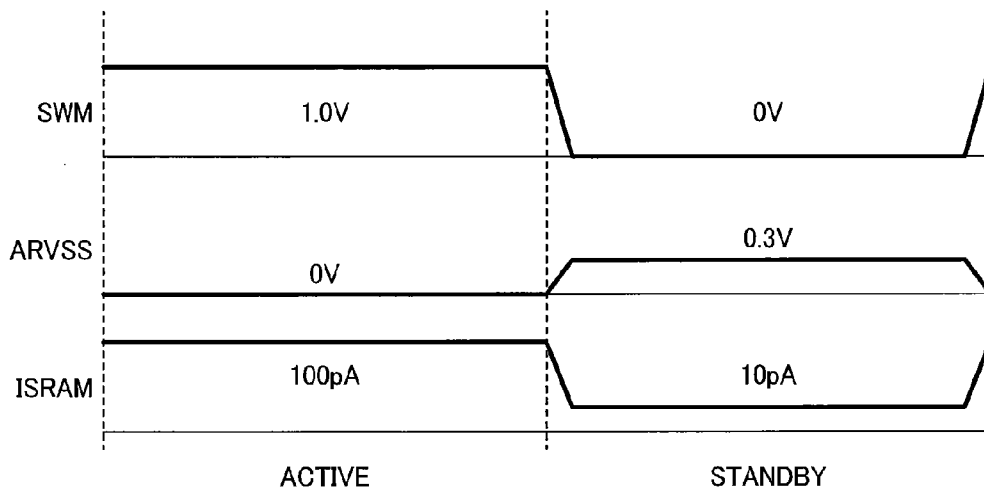 SWM
1.0V
0V
ARVSS
0V
0.3V
ISRAM
100pA
10pA
ACTIVE
STANDBY